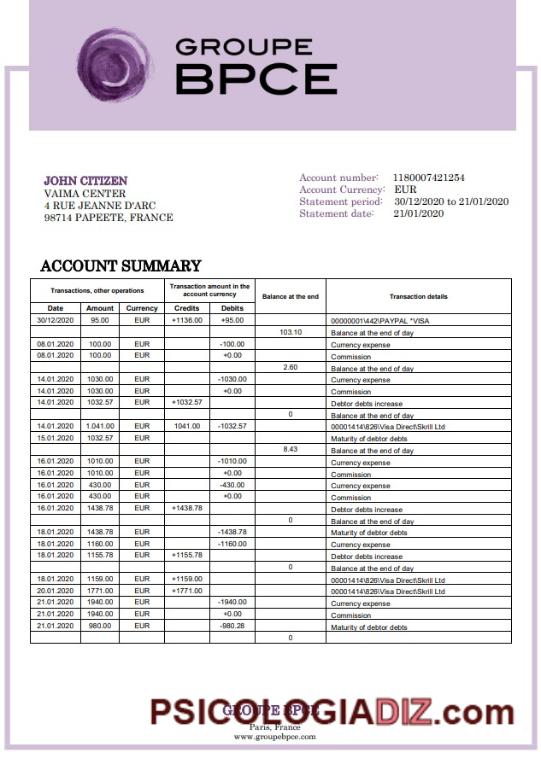 GROUPE
BPCE
JOHN CITIZEN
VAIMA CENTER
4 RUE JEANNE D'ARC
98714 PAPEETE, FRANCE
Account number: 1180007421254
Account Currency: EUR
Statement period: 30/12/2020 to 21/01/2020
Statement date: 21/01/2020
ACCOUNT SUMMARY
Transactions, other operations Transaction amount in the account currency Balance at the end Transaction details
Date Amount Currency Credits Debits
30/12/2020 95.00 EUR +1136.00 +95.00 00000001\442\PAYPAL *VISA
103.10 Balance at the end of day
08.01.2020 100.00 EUR -100.00 Currency expense
08.01.2020 100.00 EUR +0.00 Commission
2.60 Balance at the end of day
14.01.2020 1030.00 EUR -1030.00 Currency expense
14.01.2020 1030.00 EUR +0.00 Commission
14.01.2020 1032.57 EUR +1032.57 Debtor debts increase
0 Balance at the end of day
14.01.2020 1.041.00 EUR 1041.00 -1032.57 00001414\826\Visa Direct\Skrill Ltd
15.01.2020 1032.57 EUR Maturity of debtor debts
8.43 Balance at the end of day
16.01.2020 1010.00 EUR -1010.00 Currency expense
16.01.2020 1010.00 EUR +0.00 Commission
16.01.2020 430.00 EUR -430.00 Currency expense
16.01.2020 430.00 EUR +0.00 Commission
16.01.2020 1438.78 EUR +1438.78 Debtor debts increase
0 Balance at the end of day
18.01.2020 1438.78 EUR -1438.78 Maturity of debtor debts
18.01.2020 1160.00 EUR -1160.00 Currency expense
18.01.2020 1155.78 EUR +1155.78 Debtor debts increase
0 Balance at the end of day
18.01.2020 1159.00 EUR +1159.00 00001414\826\Visa Direct\Skrill Ltd
20.01.2020 1771.00 EUR +1771.00 00001414\826\Visa Direct\Skrill Ltd
21.01.2020 1940.00 EUR -1940.00 Currency expense
21.01.2020 1940.00 EUR +0.00 Commission
21.01.2020 980.00 EUR -980.28 Maturity of debtor debts
0
GROUPE BPCE
PSICOLOGIADIZ.com
Paris, France
www.groupebpce.com